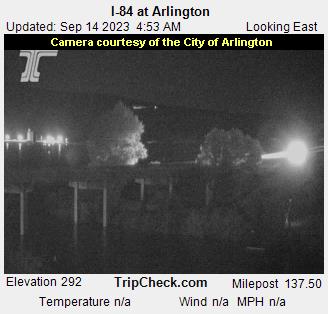 I-84 at Arlington
Updated: Sep 14 2023 4:53 AM Looking East
Camera courtesy of the City of Arlington
Elevation 292 TripCheck.com Milepost 137.50
Temperature n/a Wind n/a MPH n/a